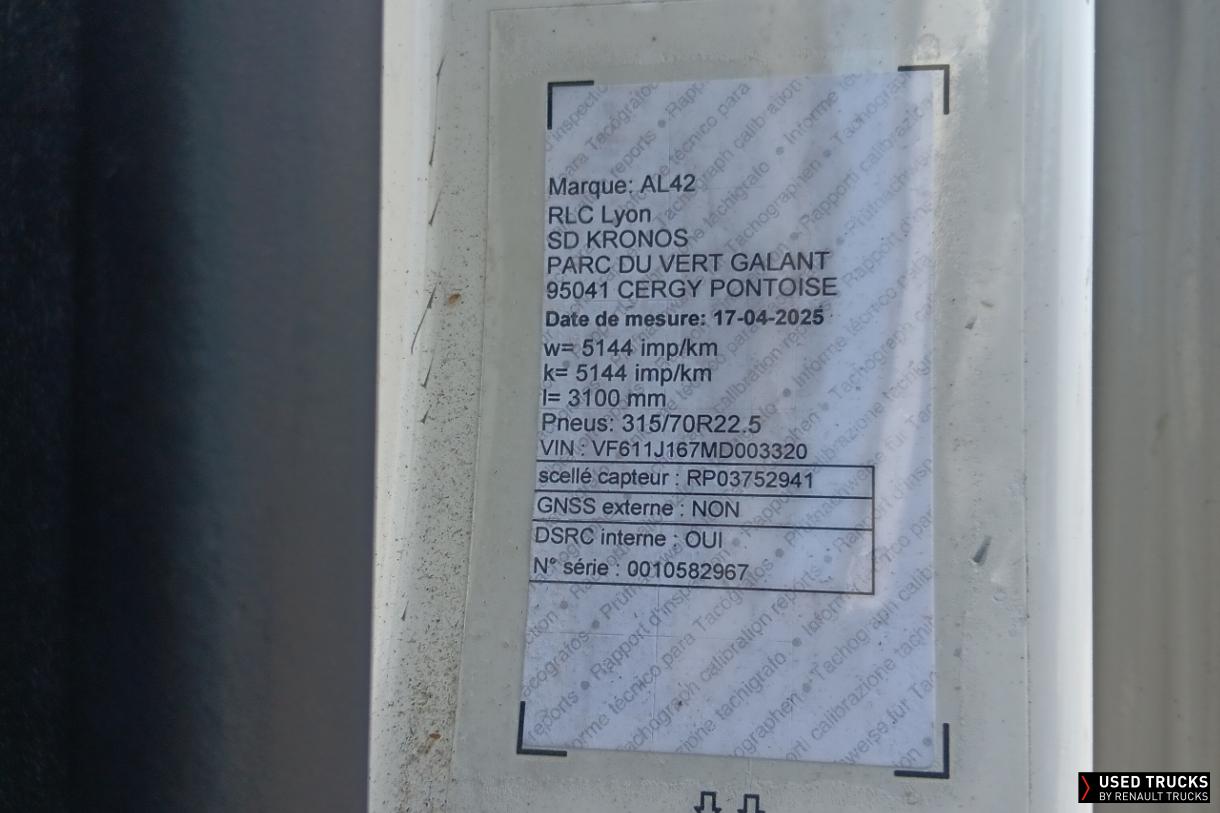 Marque: AL42
RLC Lyon
SD KRONOS
PARC DU VERT GALANT
95041 CERGY PONTOISE
Date de mesure: 17-04-2025
w= 5144 imp/km
k= 5144 imp/km
l= 3100 mm
Pneus: 315/70R22.5
VIN : VF611J167MD003320
scellé capteur : RP03752941
GNSS externe : NON
DSRC interne : OUI
N° série : 0010582967
USED TRUCKS
BY RENAULT TRUCKS